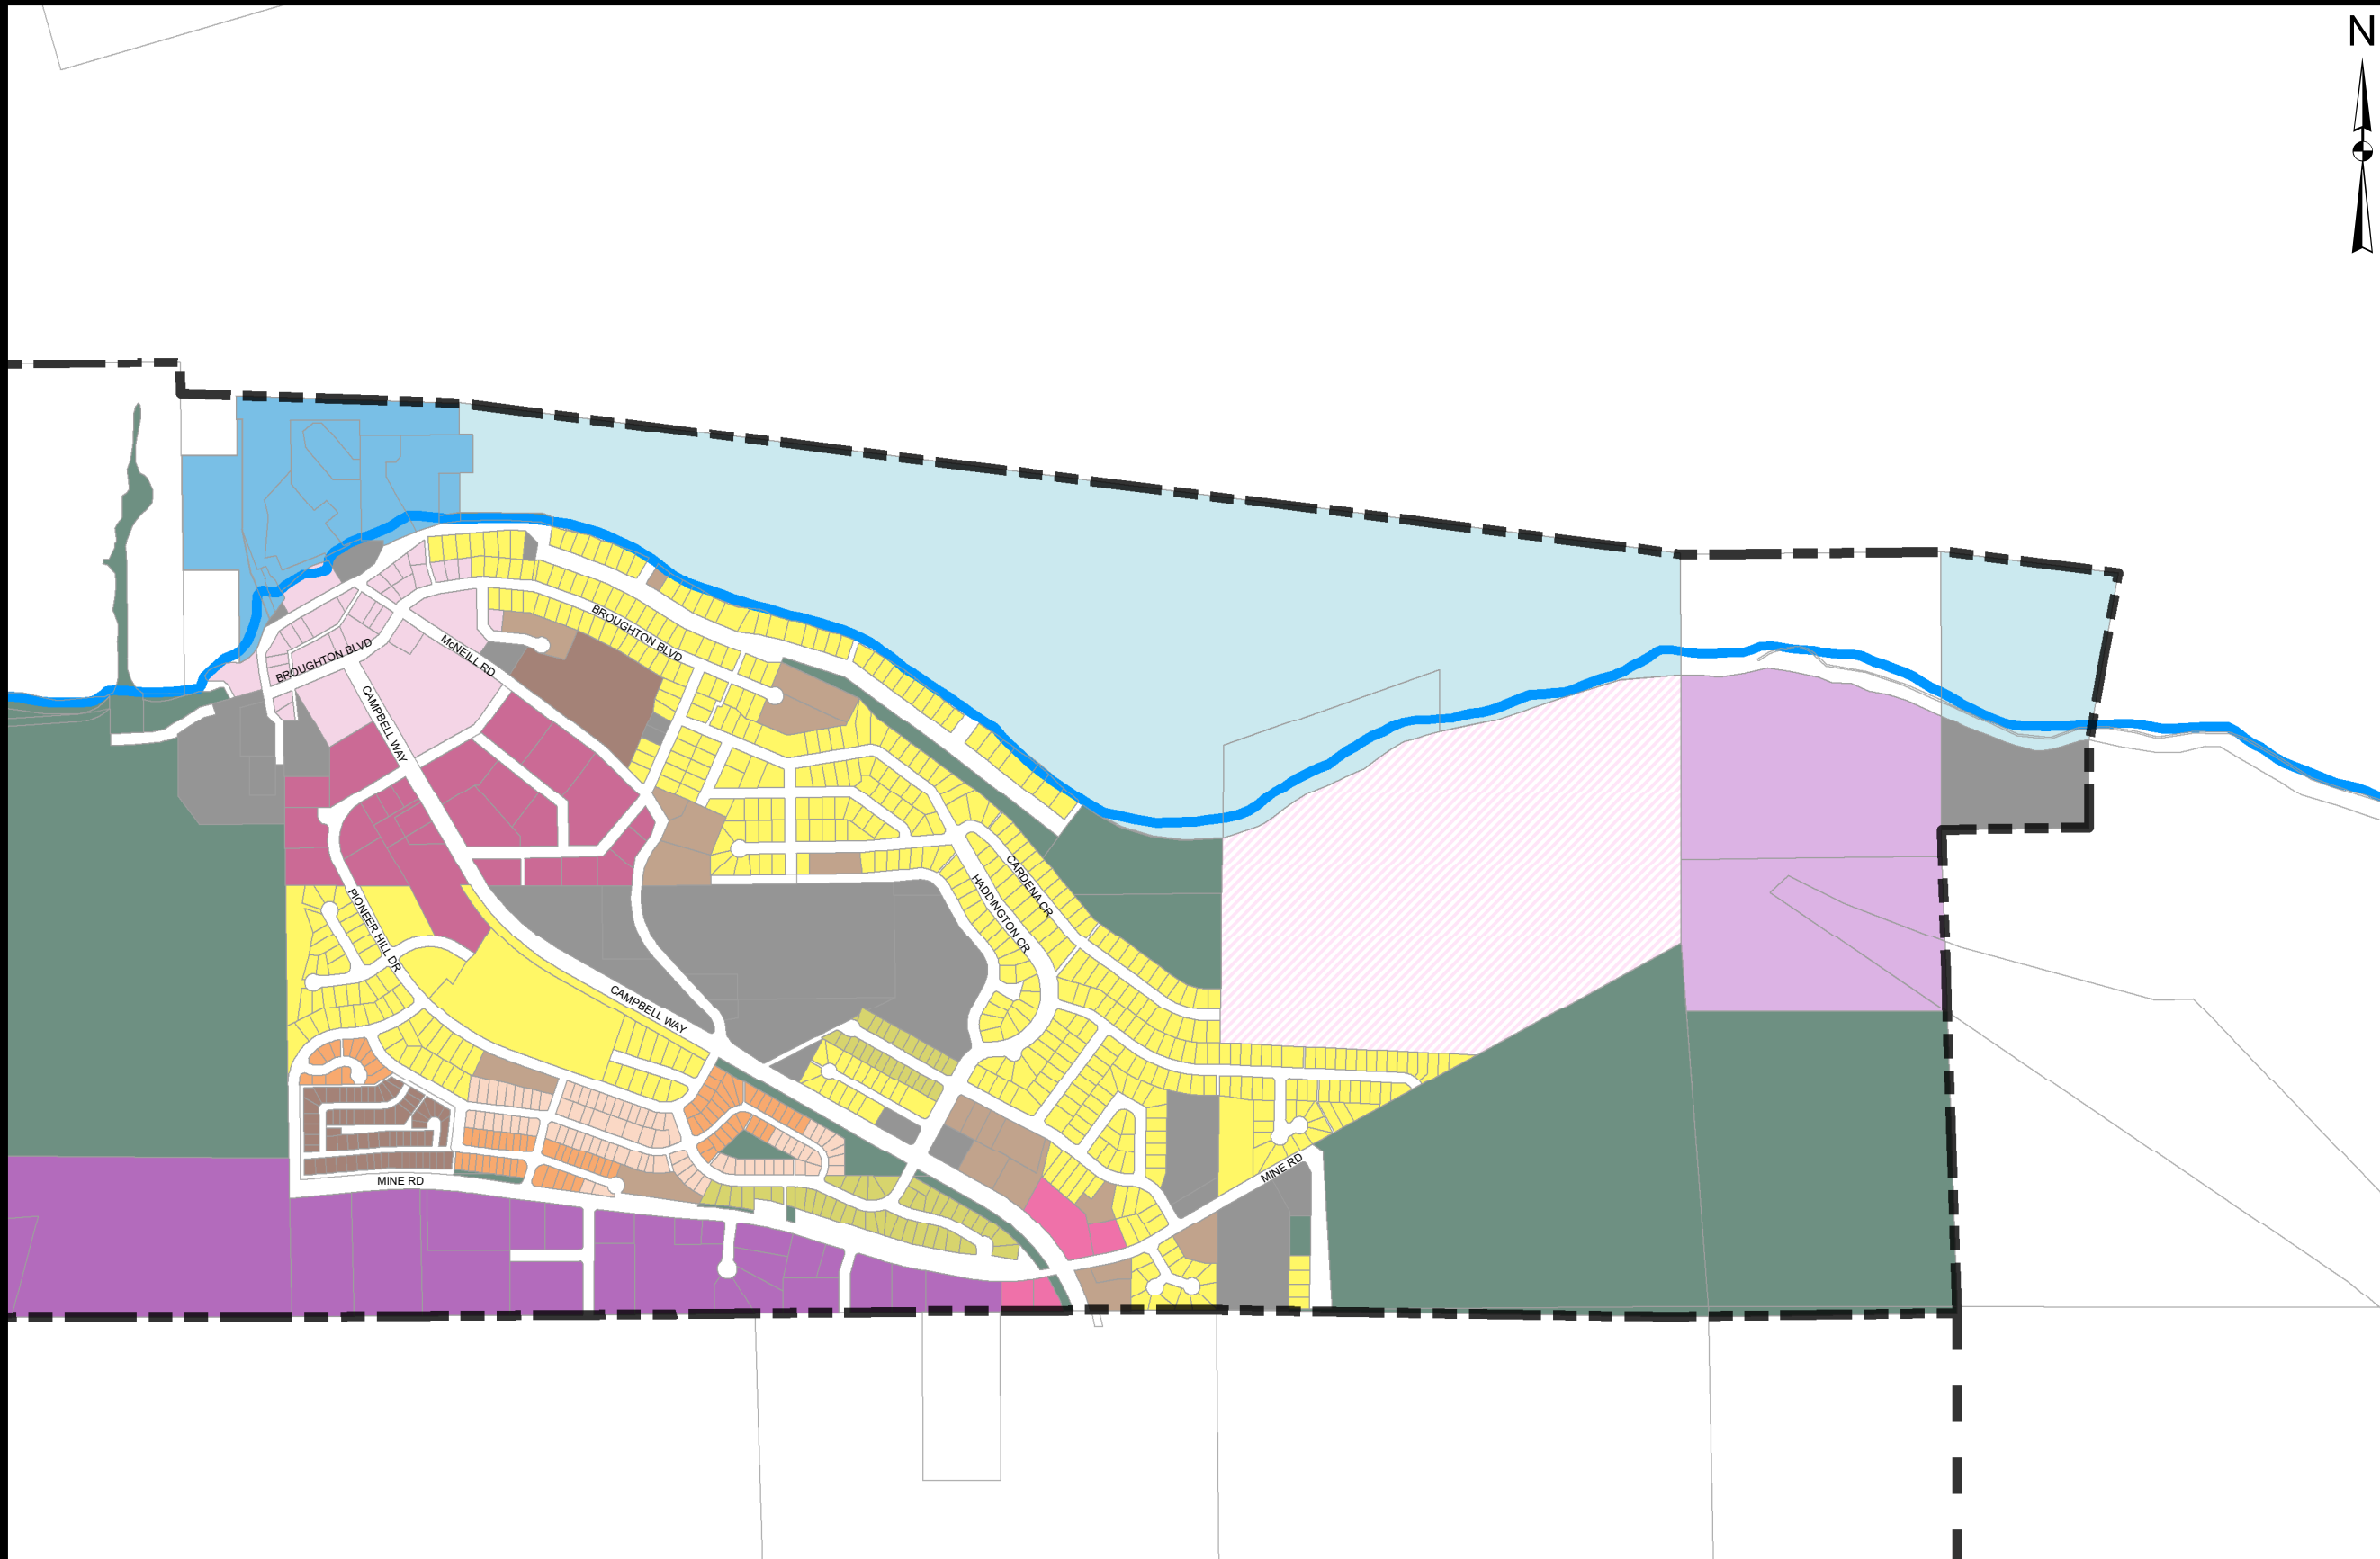 N
BROUGHTON BLVD
McNEILL RD
BROUGHTON BLVD
CAMPBELL WAY
CARDENA CR
HADDINGTON CR
PIONEER HILL DR
CAMPBELL WAY
MINE RD
MINE RD